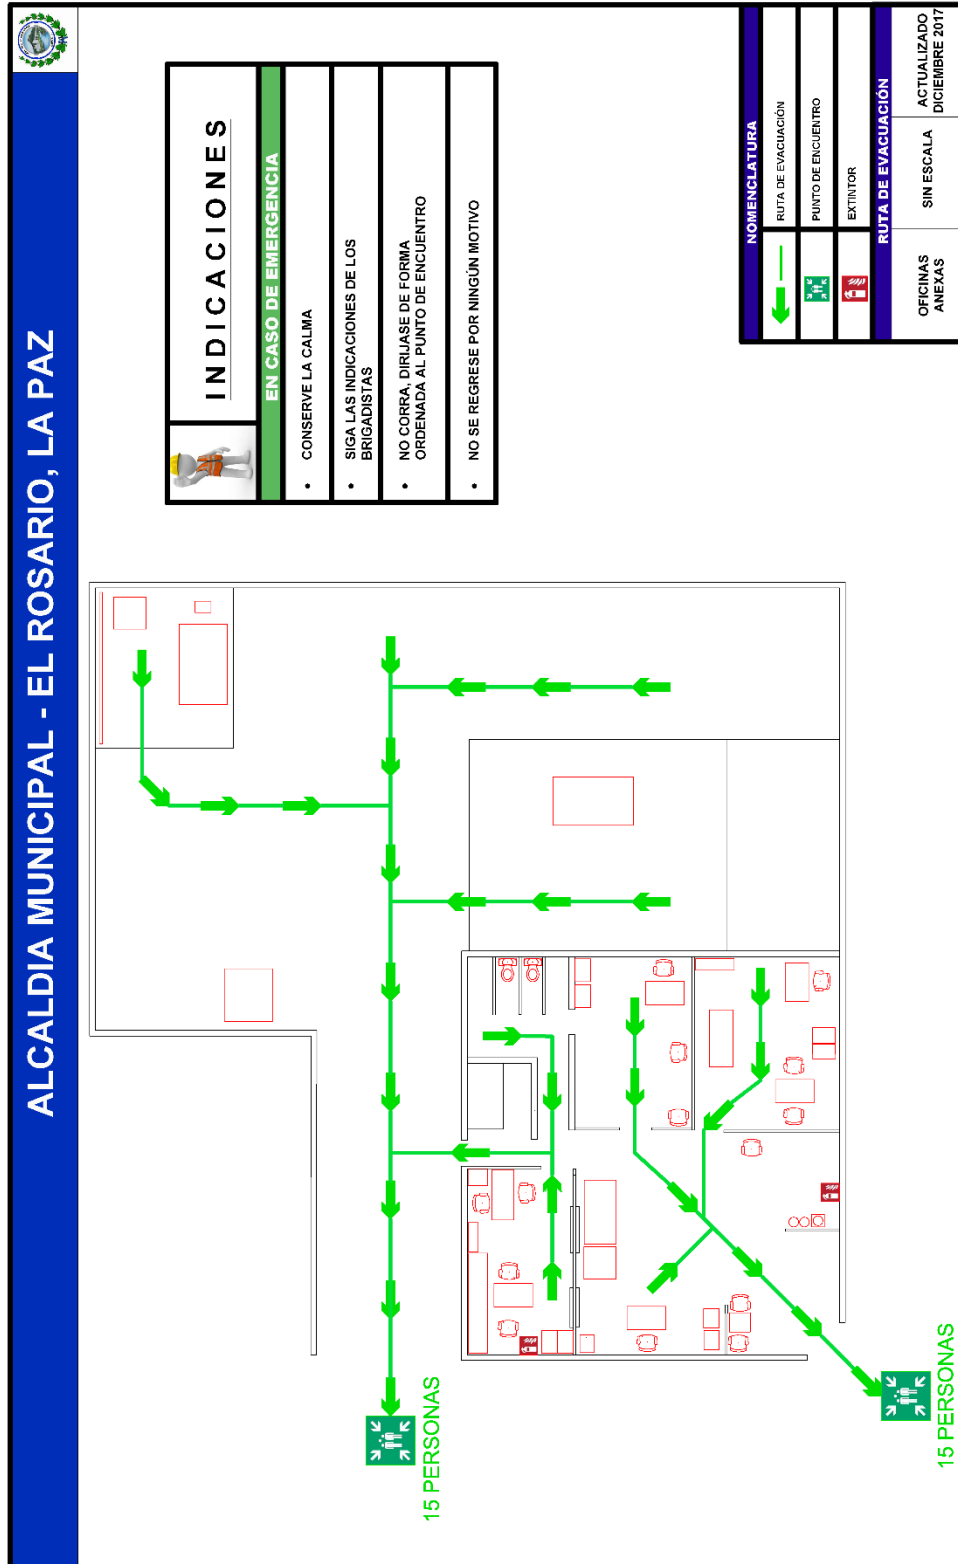 ALCALDIA MUNICIPAL - EL ROSARIO, LA PAZ
INDICACIONES
EN CASO DE EMERGENCIA
• CONSERVE LA CALMA
• SIGA LAS INDICACIONES DE LOS
BRIGADISTAS
• NO CORRA, DIRIJASE DE FORMA
ORDENADA AL PUNTO DE ENCUENTRO
• NO SE REGRESE POR NINGÚN MOTIVO
15 PERSONAS
15 PERSONAS
NOMENCLATURA
RUTA DE EVACUACIÓN
PUNTO DE ENCUENTRO
EXTINTOR
RUTA DE EVACUACIÓN
OFICINAS
ANEXAS
SIN ESCALA
ACTUALIZADO
DICIEMBRE 2017